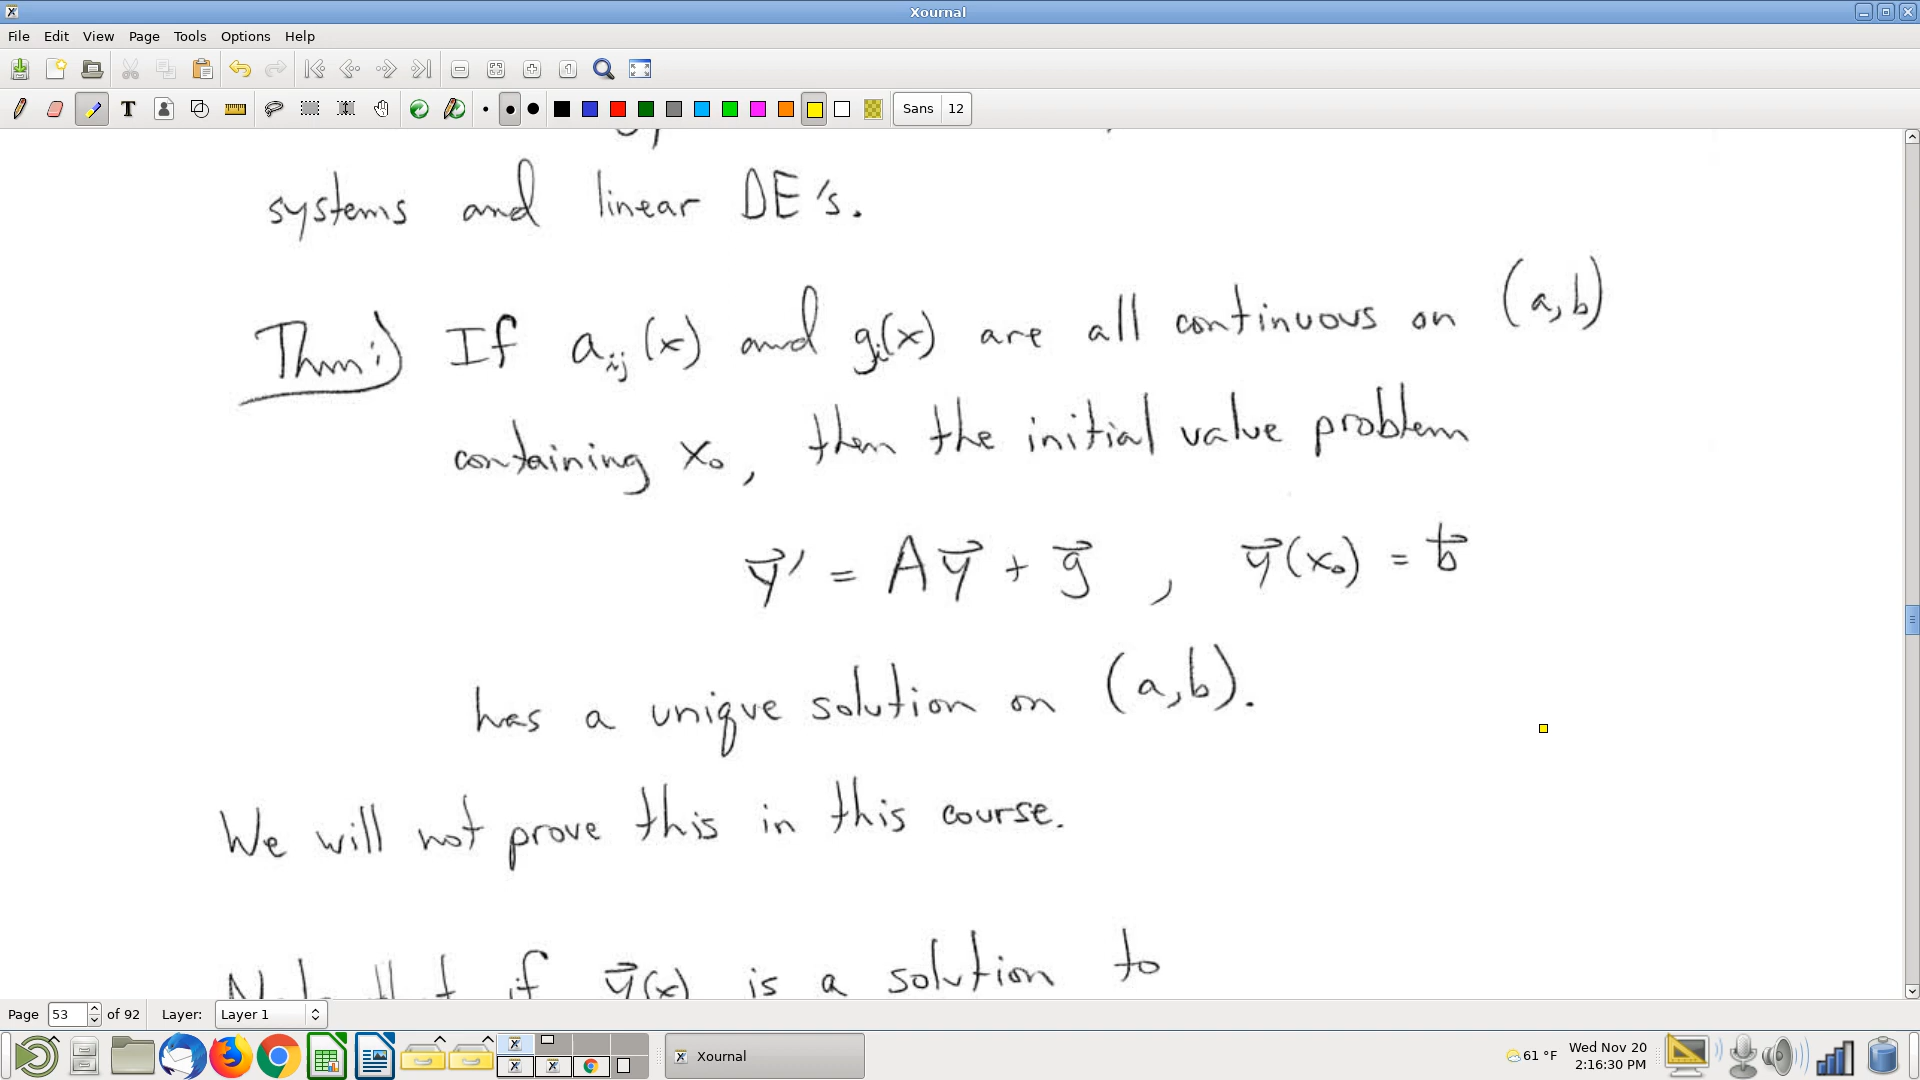 Xournal
File Edit View Page Tools Options Help
Sans 12
systems and linear DE's.
Thm:) If aᵢⱼ(x) and gᵢ(x) are all continuous on (a,b)
containing x₀, then the initial value problem
y⃗' = Ay⃗ + g⃗ , y⃗(x₀) = b⃗
has a unique solution on (a,b).
We will not prove this in this course.
Note that if y⃗(x) is a solution to
Page 53 of 92 Layer: Layer 1
Xournal
61 °F
Wed Nov 20
2:16:30 PM